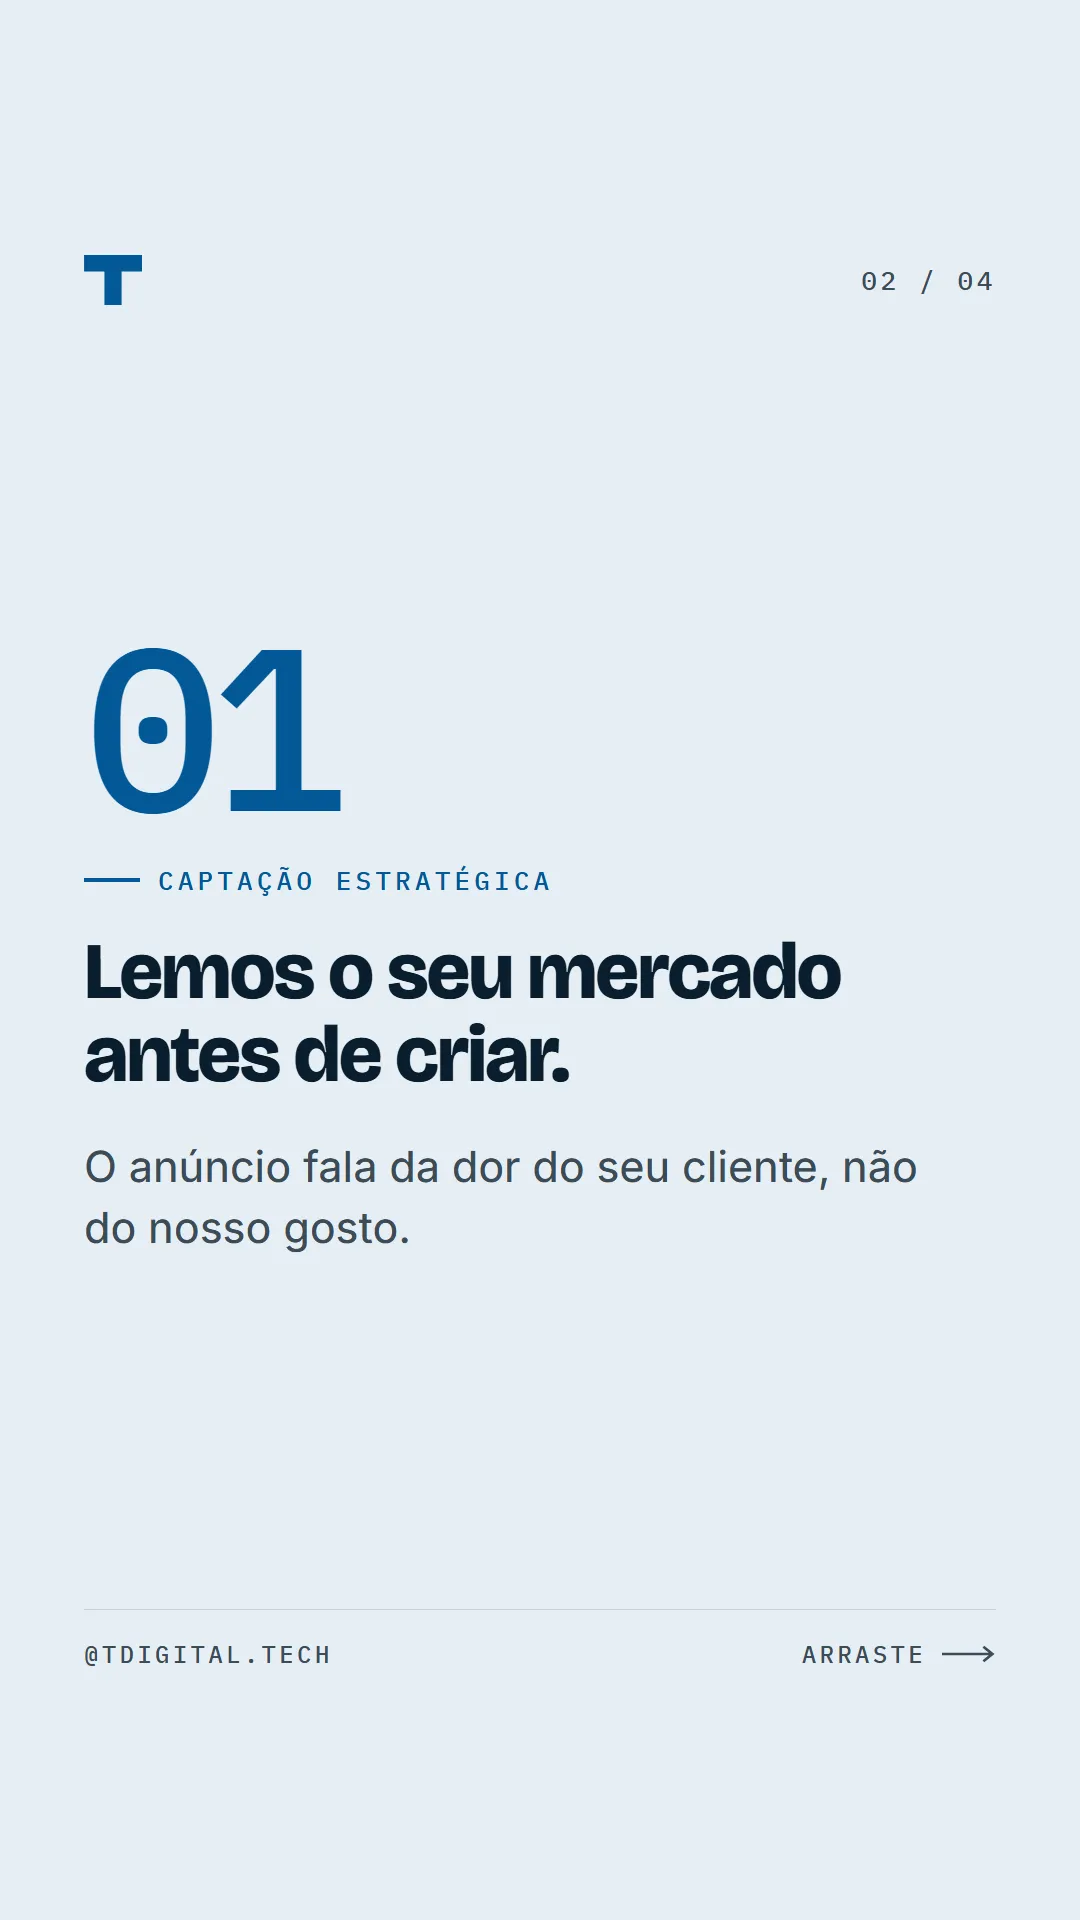 T
02 / 04
01
CAPTAÇÃO ESTRATÉGICA
Lemos o seu mercado
antes de criar.
O anúncio fala da dor do seu cliente, não
do nosso gosto.
@TDIGITAL.TECH
ARRASTE